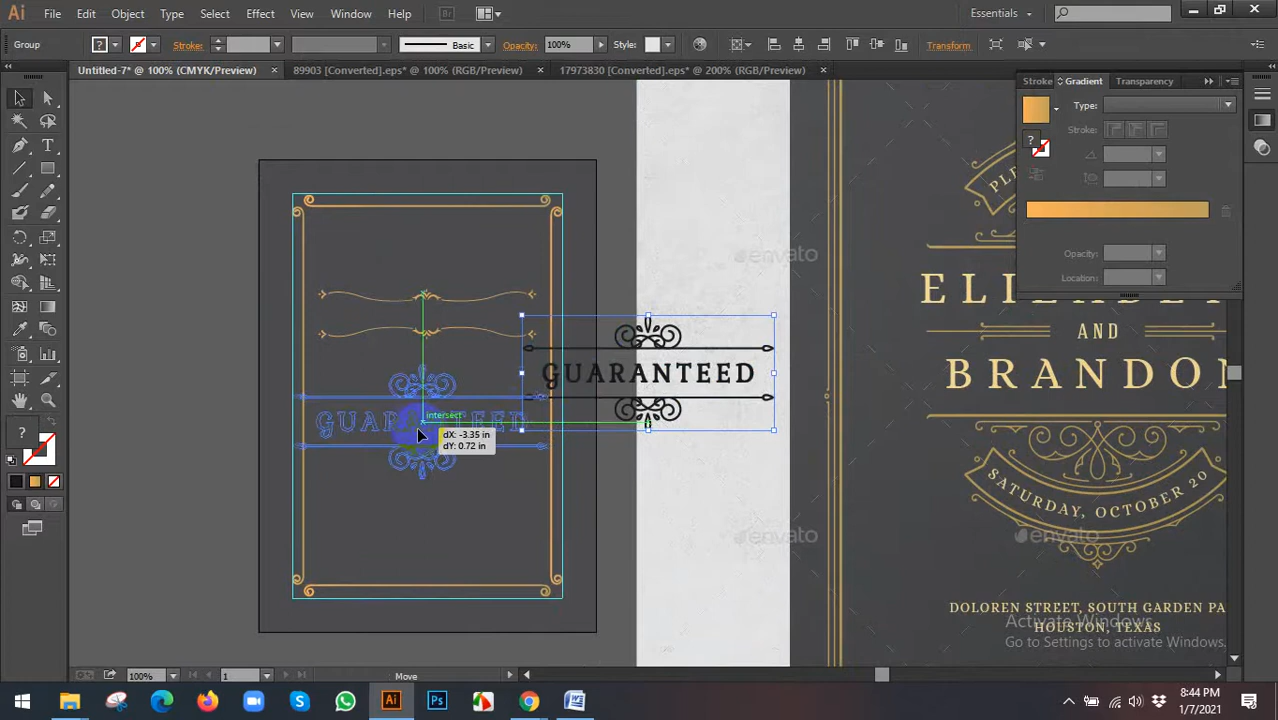 Ai File Edit Object Type Select Effect View Window Help Br Essentials
Group Stroke: Basic Opacity: 100% Style: Transform
Untitled-7* @ 100% (CMYK/Preview) × 89903 [Converted].eps* @ 100% (RGB/Preview) × 17973830 [Converted].eps* @ 200% (RGB/Preview) ×
Stroke Gradient Transparency
Type:
Stroke:
Opacity:
Location:
envato
AND
BRANDON
GUARANTEED
GUARANTEED
intersect
dX: -3.35 in
dY: 0.72 in
SATURDAY, OCTOBER 20
envato
envato
DOLOREN STREET, SOUTH GARDEN PA
HOUSTON, TEXAS
Activate Windows
Go to Settings to activate Windows.
100% 1 Move
Ai Ps
8:44 PM
1/7/2021